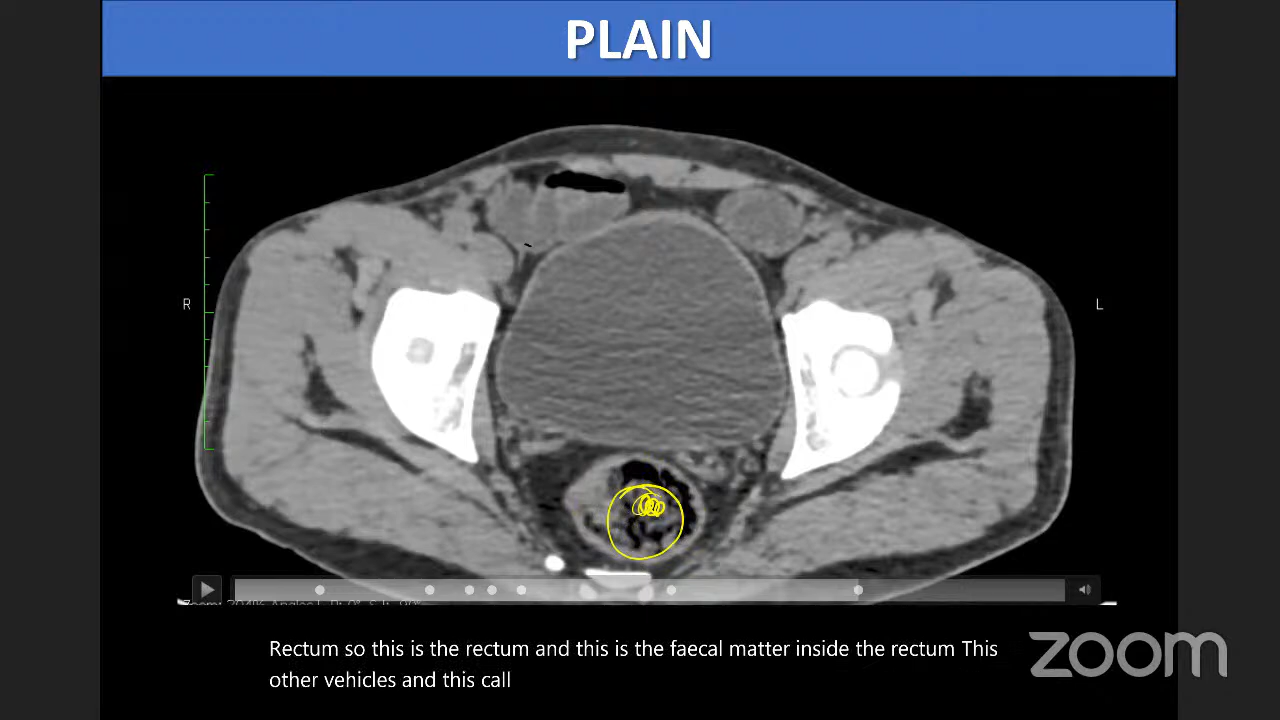 PLAIN
R
L
Rectum so this is the rectum and this is the faecal matter inside the rectum This
other vehicles and this call
zoom